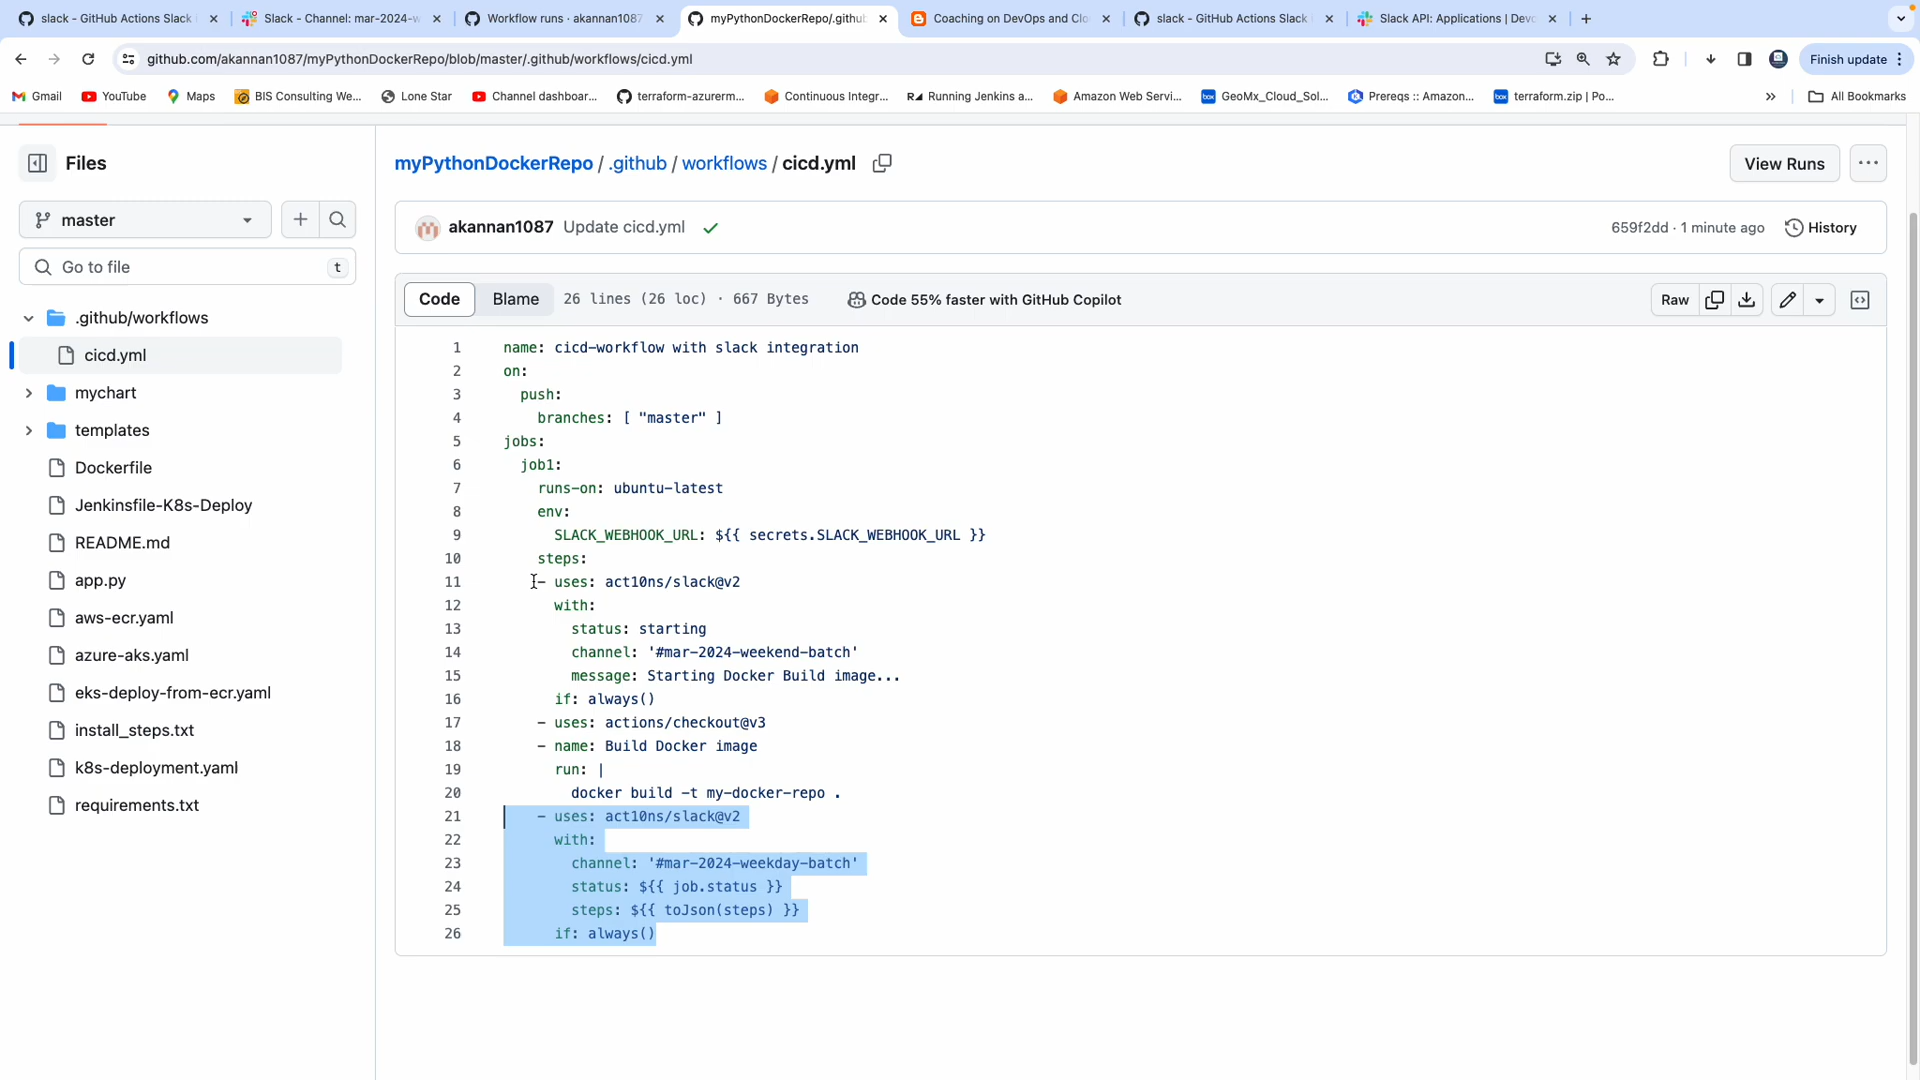 slack - GitHub Actions Slack
Slack - Channel: mar-2024-w
Workflow runs · akannan1087
myPythonDockerRepo/.github
Coaching on DevOps and Clo
slack - GitHub Actions Slack
Slack API: Applications | Dev
github.com/akannan1087/myPythonDockerRepo/blob/master/.github/workflows/cicd.yml
Finish update
Gmail
YouTube
Maps
BIS Consulting We...
Lone Star
Channel dashboar...
terraform-azurerm...
Continuous Integr...
Running Jenkins a...
Amazon Web Servi...
GeoMx_Cloud_Sol...
Prereqs :: Amazon...
terraform.zip | Po...
All Bookmarks
Files
myPythonDockerRepo / .github / workflows / cicd.yml
View Runs
master
akannan1087 Update cicd.yml
659f2dd · 1 minute ago
History
Go to file
t
Code
Blame
26 lines (26 loc) · 667 Bytes
Code 55% faster with GitHub Copilot
Raw
.github/workflows
cicd.yml
mychart
templates
Dockerfile
Jenkinsfile-K8s-Deploy
README.md
app.py
aws-ecr.yaml
azure-aks.yaml
eks-deploy-from-ecr.yaml
install_steps.txt
k8s-deployment.yaml
requirements.txt
1 name: cicd-workflow with slack integration
2 on:
3 push:
4 branches: [ "master" ]
5 jobs:
6 job1:
7 runs-on: ubuntu-latest
8 env:
9 SLACK_WEBHOOK_URL: ${{ secrets.SLACK_WEBHOOK_URL }}
10 steps:
11 - uses: act10ns/slack@v2
12 with:
13 status: starting
14 channel: '#mar-2024-weekend-batch'
15 message: Starting Docker Build image...
16 if: always()
17 - uses: actions/checkout@v3
18 - name: Build Docker image
19 run: |
20 docker build -t my-docker-repo .
21 - uses: act10ns/slack@v2
22 with:
23 channel: '#mar-2024-weekday-batch'
24 status: ${{ job.status }}
25 steps: ${{ toJson(steps) }}
26 if: always()